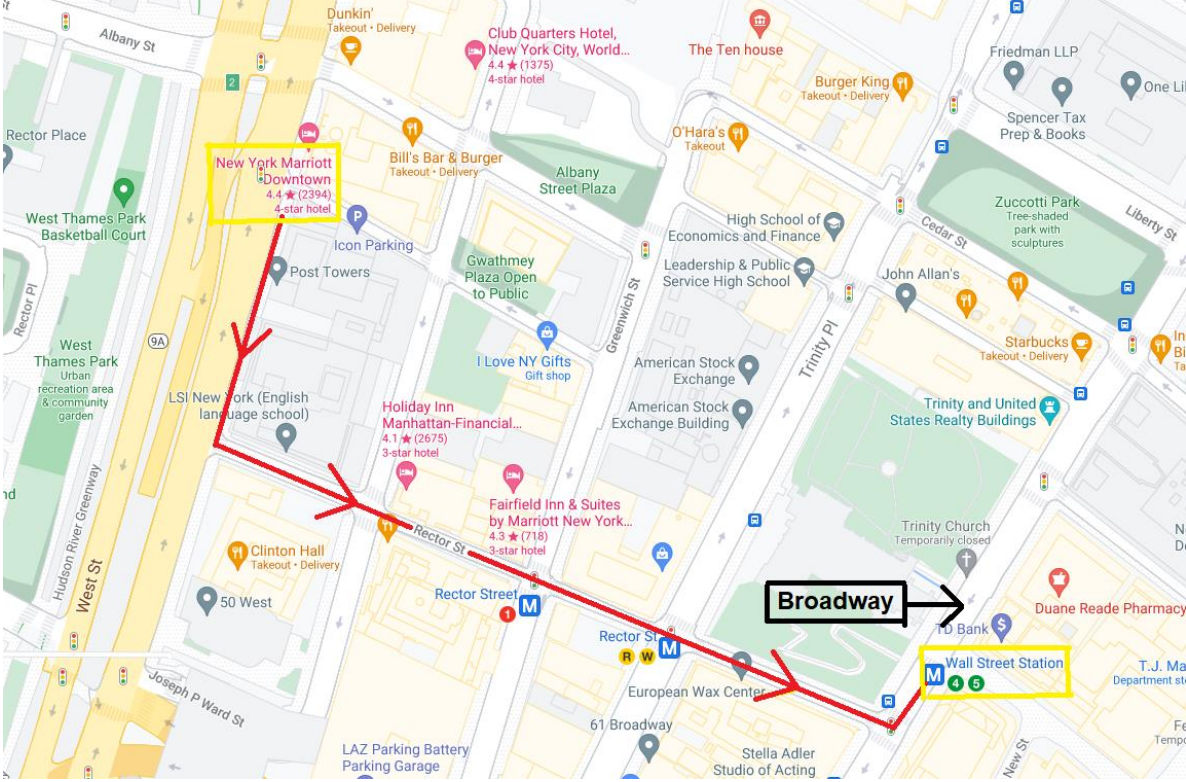 Dunkin'
Takeout • Delivery
Albany St
Club Quarters Hotel,
New York City, World...
4.4 ★ (1375)
4-star hotel
The Ten house
Friedman LLP
2
Burger King
Takeout • Delivery
One Li
Spencer Tax
Prep & Books
Rector Place
O'Hara's
Takeout
Bill's Bar & Burger
Takeout • Delivery
New York Marriott
Downtown
4.4 ★ (2394)
4-star hotel
Albany
Street Plaza
West Thames Park
Basketball Court
P
Icon Parking
High School of
Economics and Finance
Zuccotti Park
Tree-shaded
park with
sculptures
Liberty St
Cedar St
Post Towers
Gwathmey
Plaza Open
to Public
Leadership & Public
Service High School
John Allan's
Rector Pl
Greenwich St
9A
West
Thames Park
Urban
recreation area
& community
garden
I Love NY Gifts
Gift shop
Trinity Pl
Starbucks
Takeout • Delivery
In
Bi
Ta
American Stock
Exchange
LSI New York (English
language school)
Holiday Inn
Manhattan-Financial...
4.1 ★ (2675)
3-star hotel
American Stock
Exchange Building
Trinity and United
States Realty Buildings
nd
Hudson River Greenway
Fairfield Inn & Suites
by Marriott New York...
4.3 ★ (718)
3-star hotel
Rector St
Trinity Church
Temporarily closed
N
De
Clinton Hall
Takeout • Delivery
West St
50 West
Rector Street
M
1
Broadway
Duane Reade Pharmacy
TD Bank
$
Rector St
M
R W
M
Wall Street Station
4 5
T.J. Ma
Department sto
European Wax Center
Joseph P Ward St
61 Broadway
LAZ Parking Battery
Parking Garage
Stella Adler
Studio of Acting
New St
Fe
Tempo